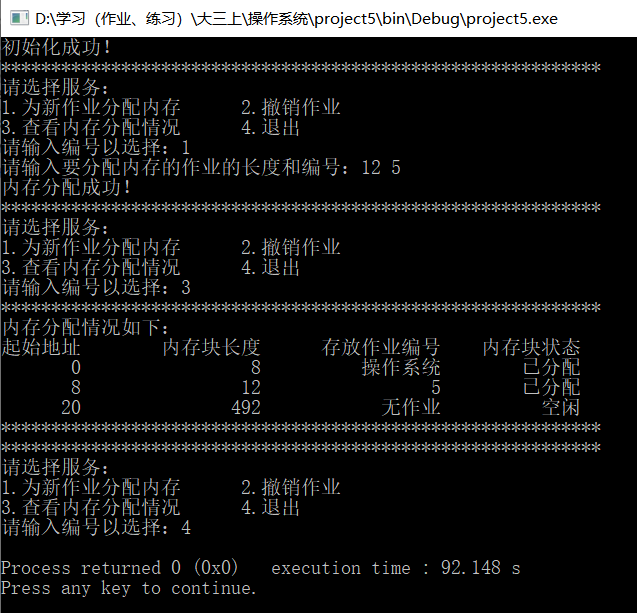 D:\学习（作业、练习）\大三上\操作系统\project5\bin\Debug\project5.exe
初始化成功！
************************************************************
请选择服务：
1.为新作业分配内存      2.撤销作业
3.查看内存分配情况      4.退出
请输入编号以选择：1
请输入要分配内存的作业的长度和编号：12 5
内存分配成功！
************************************************************
请选择服务：
1.为新作业分配内存      2.撤销作业
3.查看内存分配情况      4.退出
请输入编号以选择：3
************************************************************
内存分配情况如下：
起始地址        内存块长度      存放作业编号    内存块状态
0                 8          操作系统        已分配
8                12                 5        已分配
20               492            无作业          空闲
************************************************************
************************************************************
请选择服务：
1.为新作业分配内存      2.撤销作业
3.查看内存分配情况      4.退出
请输入编号以选择：4
Process returned 0 (0x0)   execution time : 92.148 s
Press any key to continue.